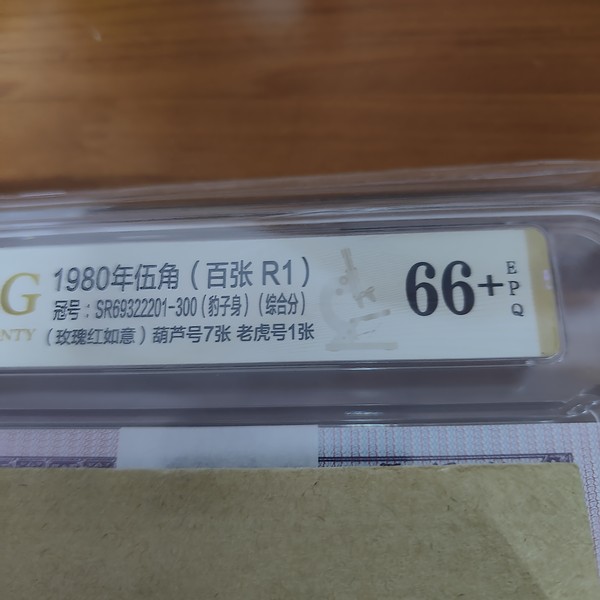 G
NTY
1980年伍角（百张 R1）
冠号：SR69322201-300（豹子身）（综合分）
（玫瑰红如意）葫芦号7张 老虎号1张
66+
EPQ